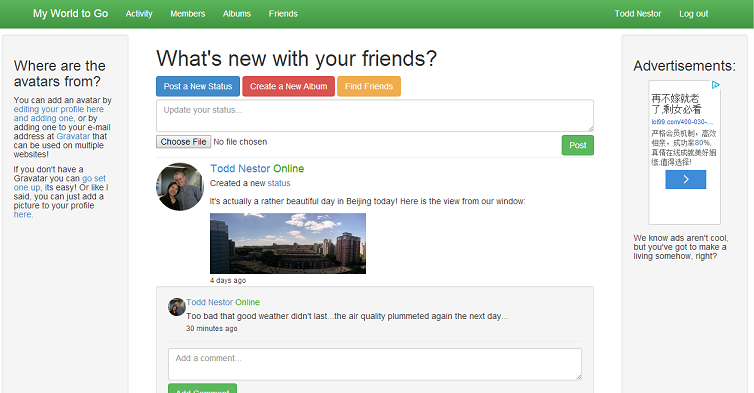 My World to Go
Activity
Members
Albums
Friends
Todd Nestor
Log out
Where are the
avatars from?
You can add an avatar by
editing your profile here
and adding one, or by
adding one to your e-mail
address at Gravatar that
can be used on multiple
websites!
If you don't have a
Gravatar you can go set
one up, its easy! Or like I
said, you can just add a
picture to your profile
here.
What's new with your friends?
Post a New Status
Create a New Album
Find Friends
Update your status...
Choose File No file chosen
Post
Todd Nestor Online
Created a new status
It's actually a rather beautiful day in Beijing today! Here is the view from our window:
4 days ago
Todd Nestor Online
Too bad that good weather didn't last...the air quality plummeted again the next day...
30 minutes ago
Add a comment...
Add Comment
Advertisements:
再不嫁就老
了,剩女必看
lol99.com/400-030-...
严格会员机制，高效
相亲，成功率80%,
真情在线成就美好姻
缘,值得选择!
We know ads aren't cool,
but you've got to make a
living somehow, right?